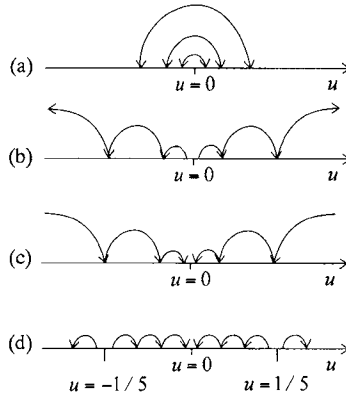 (a)
u = 0
u
(b)
u = 0
u
(c)
u = 0
u
(d)
u = 0
u
u = -1/5
u = 1/5